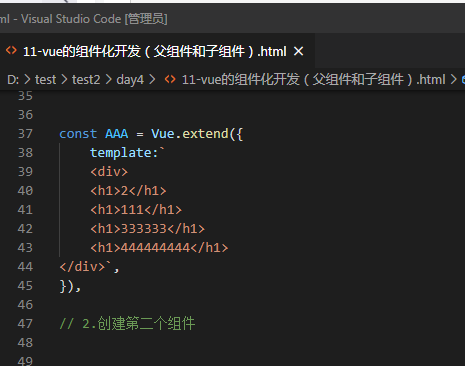 ml - Visual Studio Code [管理员]
11-vue的组件化开发 ( 父组件和子组件 ) .html ×
D: > test > test2 > day4 > 11-vue的组件化开发 ( 父组件和子组件 ) .html >
35
36
37 const AAA = Vue.extend({
38 template:`
39 <div>
40 <h1>2</h1>
41 <h1>111</h1>
42 <h1>333333</h1>
43 <h1>444444444</h1>
44 </div>`,
45 }),
46
47 // 2.创建第二个组件
48
49